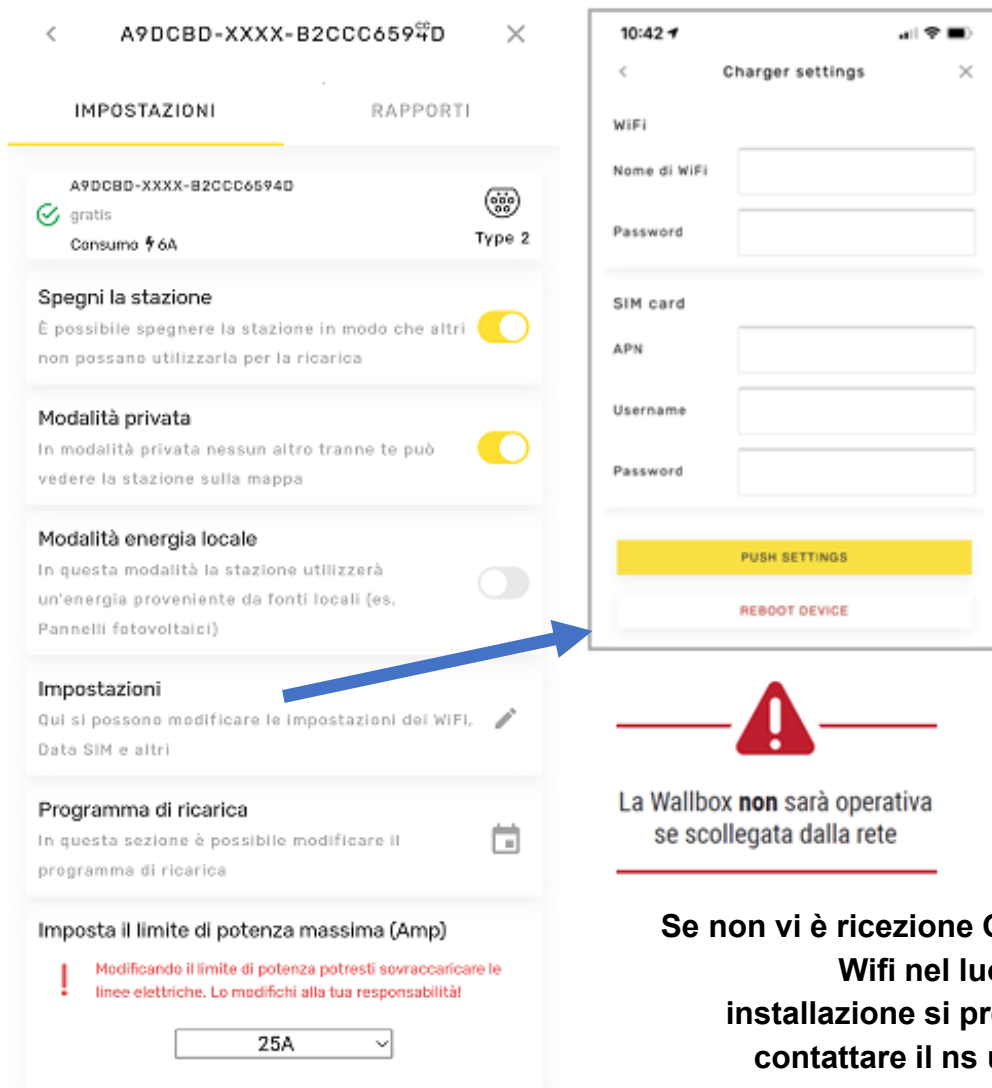 A9DCBD-XXXX-B2CCC6594D
IMPOSTAZIONI
RAPPORTI
A9DCBD-XXXX-B2CCC6594D
gratis
Consumo 6A
Type 2
Spegni la stazione
È possibile spegnere la stazione in modo che altri
non possano utilizzarla per la ricarica
Modalità privata
In modalità privata nessun altro tranne te può
vedere la stazione sulla mappa
Modalità energia locale
In questa modalità la stazione utilizzerà
un'energia proveniente da fonti locali (es.
Pannelli fotovoltaici)
Impostazioni
Qui si possono modificare le impostazioni dei WiFi,
Data SIM e altri
Programma di ricarica
In questa sezione è possibile modificare il
programma di ricarica
Imposta il limite di potenza massima (Amp)
Modificando il limite di potenza potresti sovraccaricare le
linee elettriche. Lo modifichi alla tua responsabilità!
25A
10:42
Charger settings
WiFi
Nome di WiFi
Password
SIM card
APN
Username
Password
PUSH SETTINGS
REBOOT DEVICE
La Wallbox non sarà operativa
se scollegata dalla rete
Se non vi è ricezione
Wifi nel
installazione si
contattare il ns